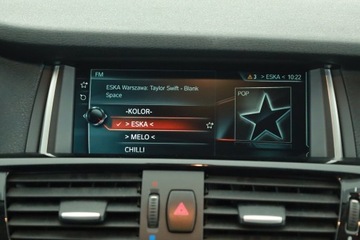 FM
3 > ESKA < 10:22
ESKA Warszawa: Taylor Swift - Blank
Space
POP
-KOLOR-
> ESKA <
> MELO <
CHILLI